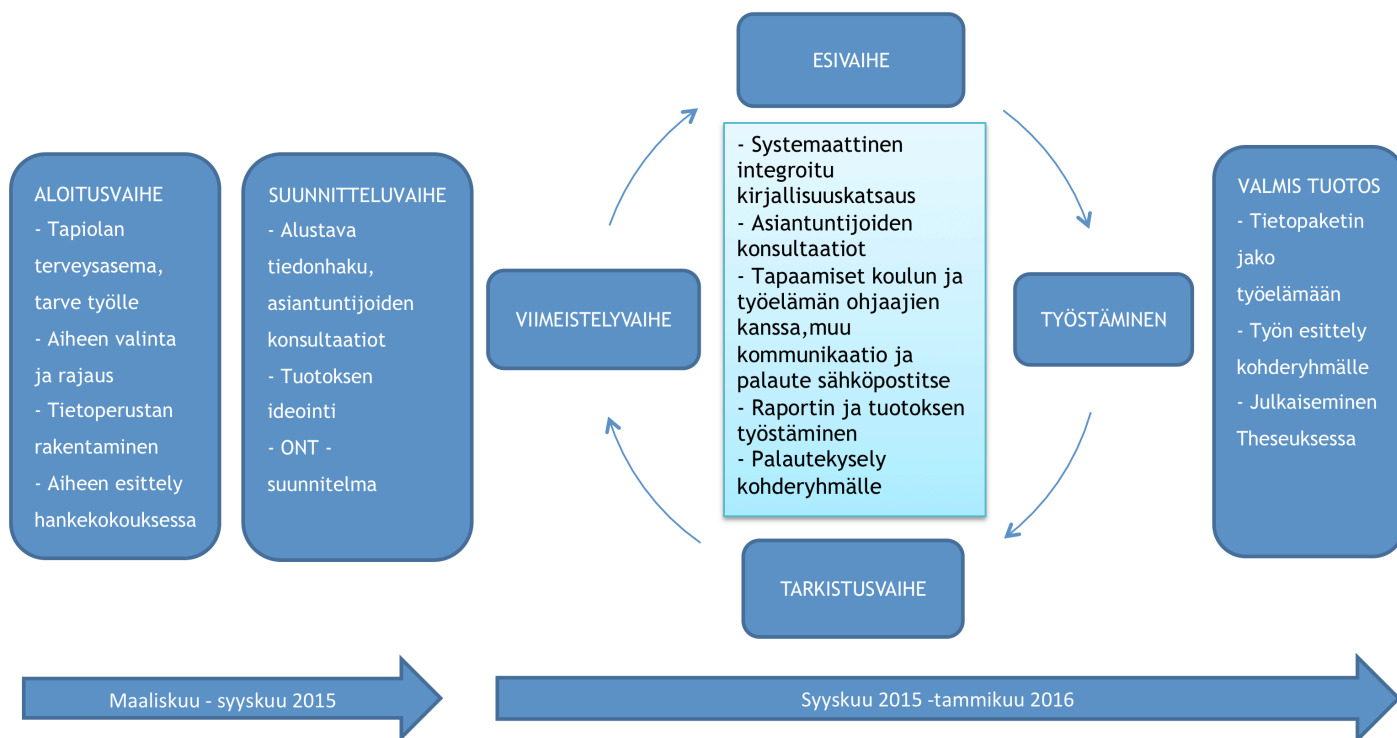 ALOITUSVAIHE
- Tapiolan
terveysasema,
tarve työlle
- Aiheen valinta
ja rajaus
- Tietoperustan
rakentaminen
- Aiheen esittely
hankekokouksessa
SUUNNITTELUVAIHE
- Alustava
tiedonhaku,
asiantuntijoiden
konsultaatiot
- Tuotoksen
ideointi
- ONT -
suunnitelma
VIIMEISTELYVAIHE
ESIVAIHE
- Systemaattinen
integroitu
kirjallisuuskatsaus
- Asiantuntijoiden
konsultaatiot
- Tapaamiset koulun ja
työelämän ohjaajien
kanssa,muu
kommunikaatio ja
palaute sähköpostitse
- Raportin ja tuotoksen
työstäminen
- Palautekysely
kohderyhmälle
TARKISTUSVAIHE
TYÖSTÄMINEN
VALMIS TUOTOS
- Tietopaketin
jako
työelämään
- Työn esittely
kohderyhmälle
- Julkaiseminen
Theseuksessa
Maaliskuu - syyskuu 2015
Syyskuu 2015 -tammikuu 2016